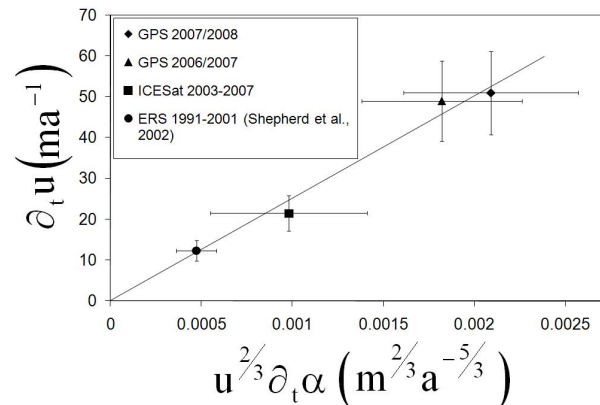 70
60
50
40
30
20
10
0
∂ₜu(ma⁻¹)
GPS 2007/2008
GPS 2006/2007
ICESat 2003-2007
ERS 1991-2001 (Shepherd et al.,
2002)
0 0.0005 0.001 0.0015 0.002 0.0025
u^{2/3}∂ₜα (m^{2/3}a^{-5/3})